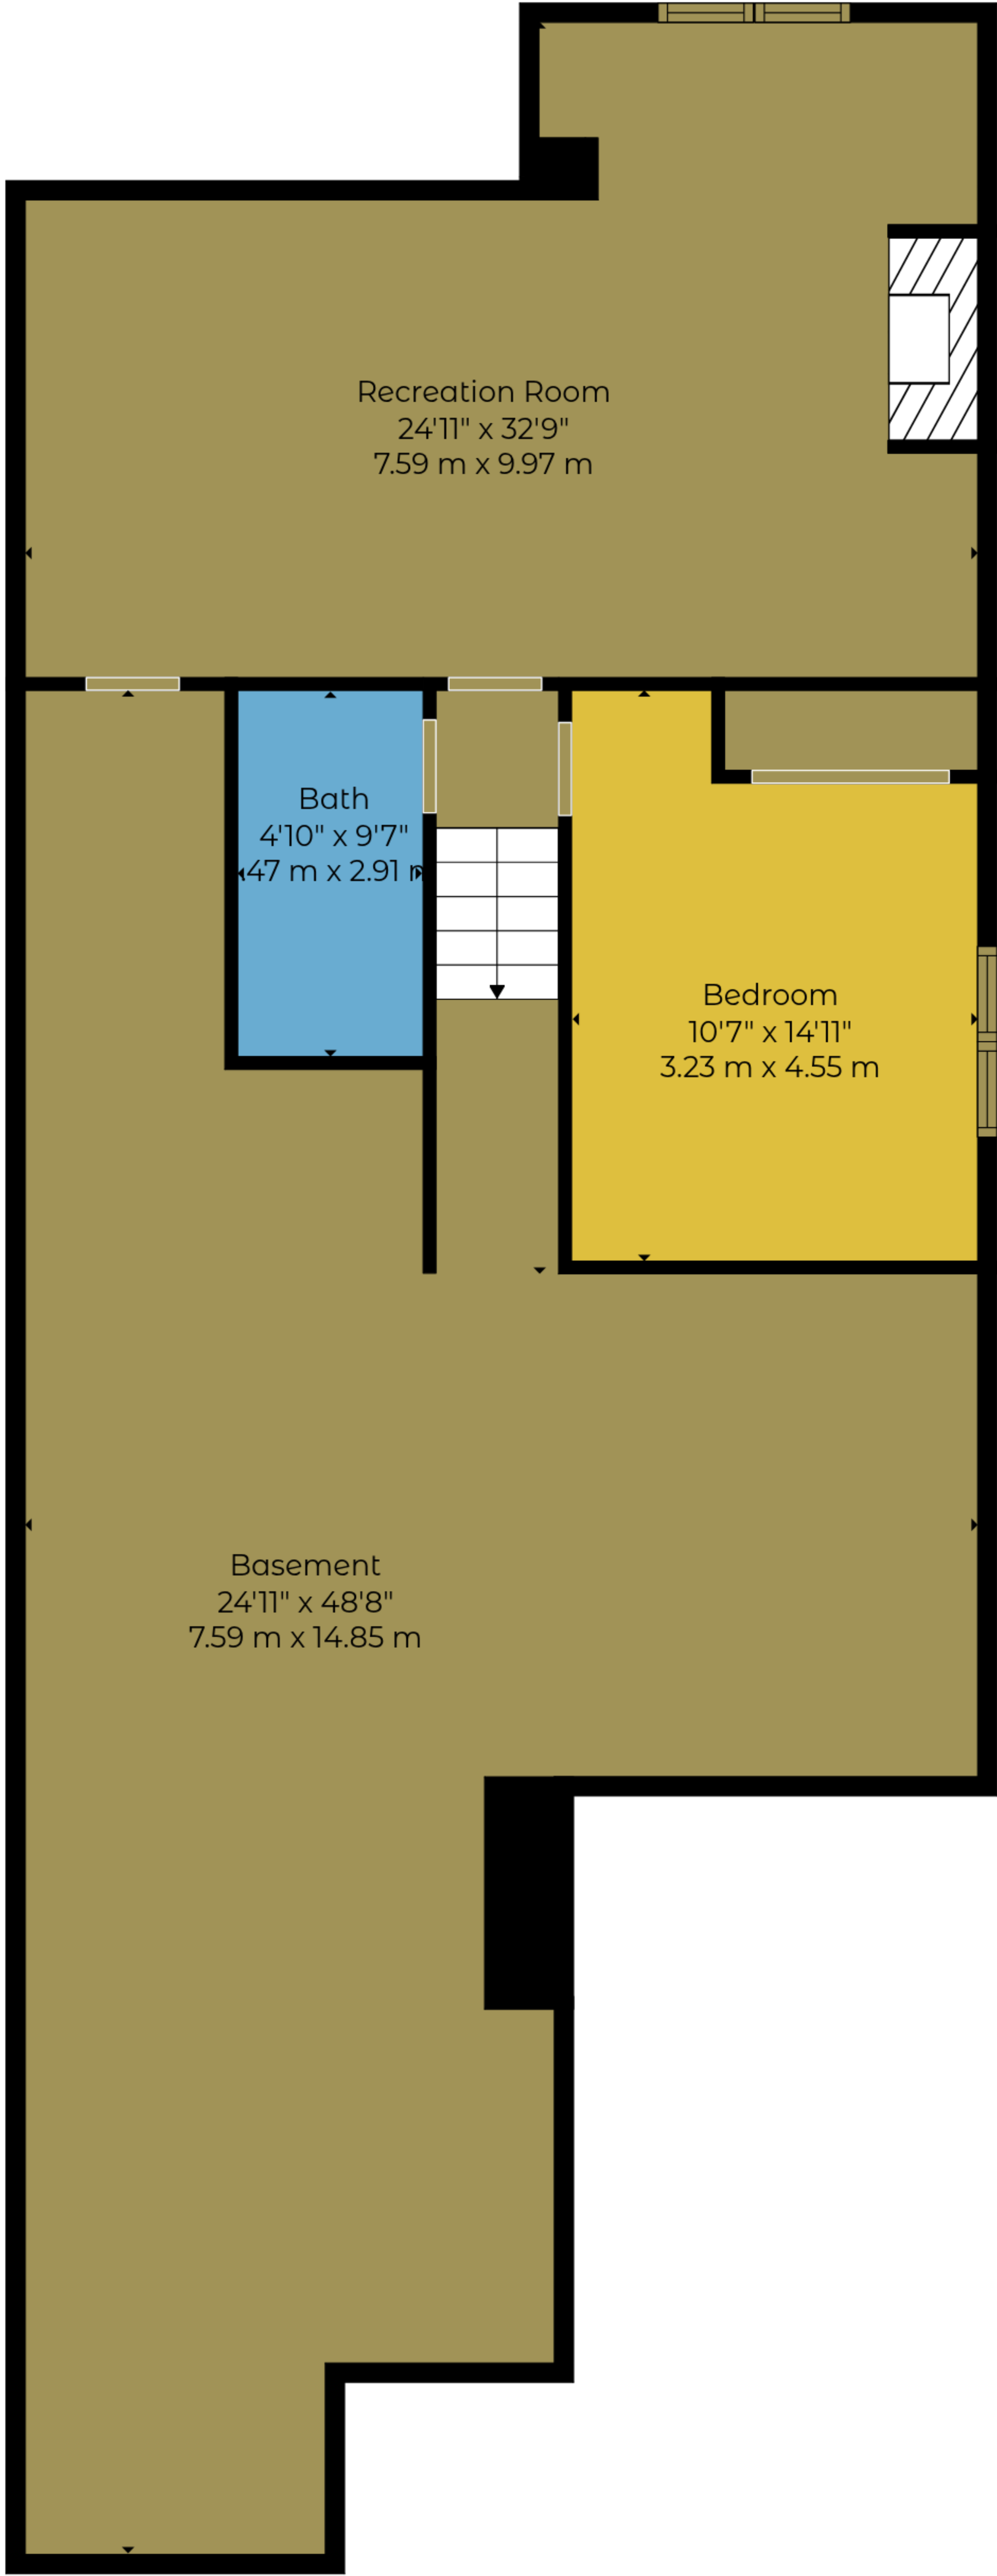 Recreation Room
24'11" x 32'9"
7.59 m x 9.97 m
Bath
4'10" x 9'7"
47 m x 2.91
Bedroom
10'7" x 14'11"
3.23 m x 4.55 m
Basement
24'11" x 48'8"
7.59 m x 14.85 m